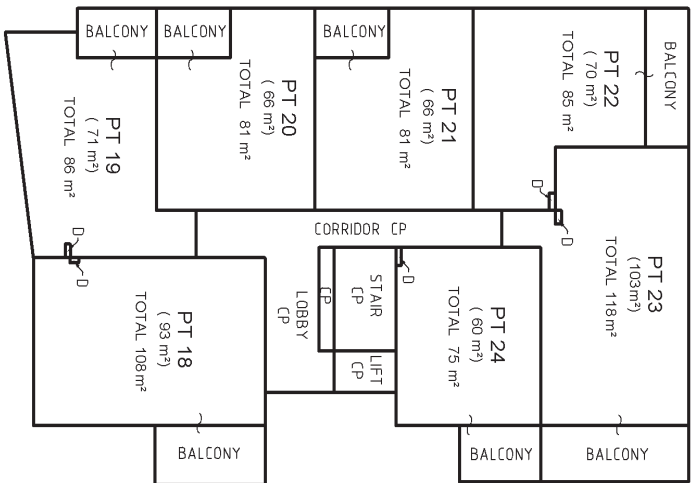 BALCONY
BALCONY
BALCONY
BALCONY
PT 19
( 71 m²)
TOTAL 86 m²
PT 20
( 66 m²)
TOTAL 81 m²
PT 21
( 66 m²)
TOTAL 81 m²
PT 22
( 70 m²)
TOTAL 85 m²
D
D
CORRIDOR CP
D
D
PT 23
(103m²)
TOTAL 118m²
PT 18
( 93 m²)
TOTAL 108m²
LOBBY
CP
CP
STAIR
CP
LIFT
CP
D
PT 24
( 60 m²)
TOTAL 75 m²
BALCONY
BALCONY
BALCONY